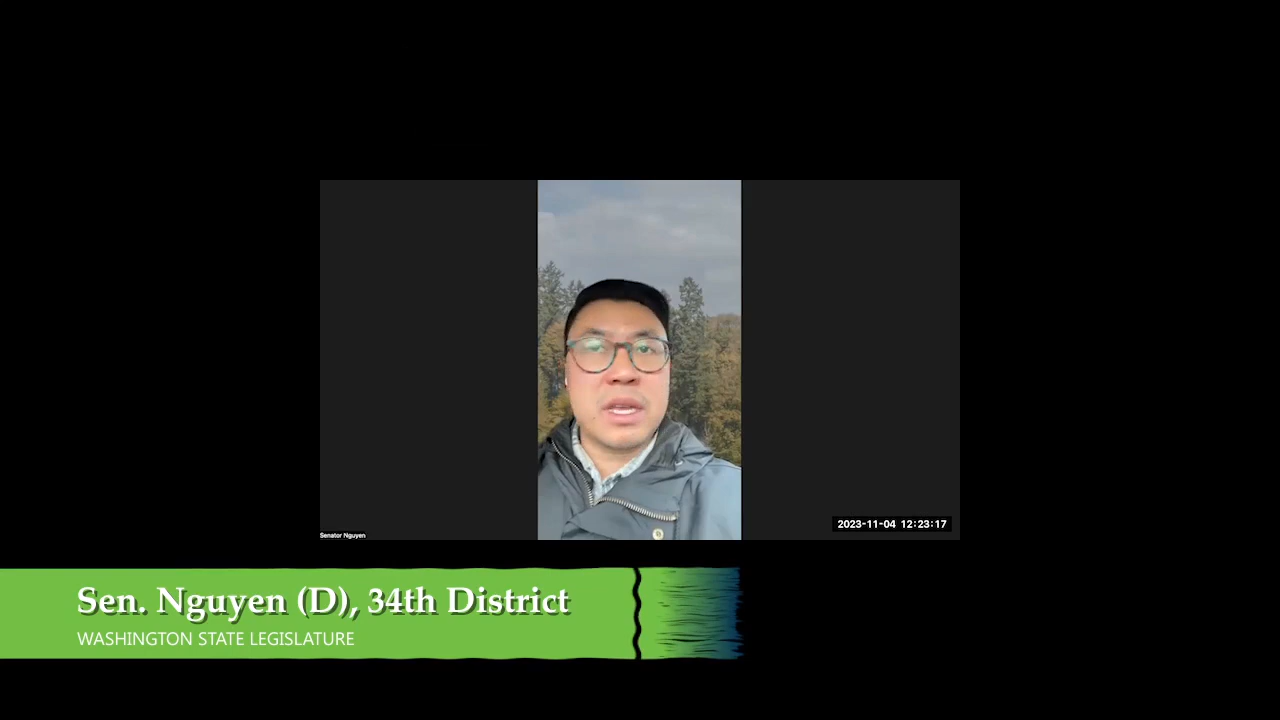 2023-11-04 12:23:17
Senator Nguyen
Sen. Nguyen (D), 34th District
WASHINGTON STATE LEGISLATURE